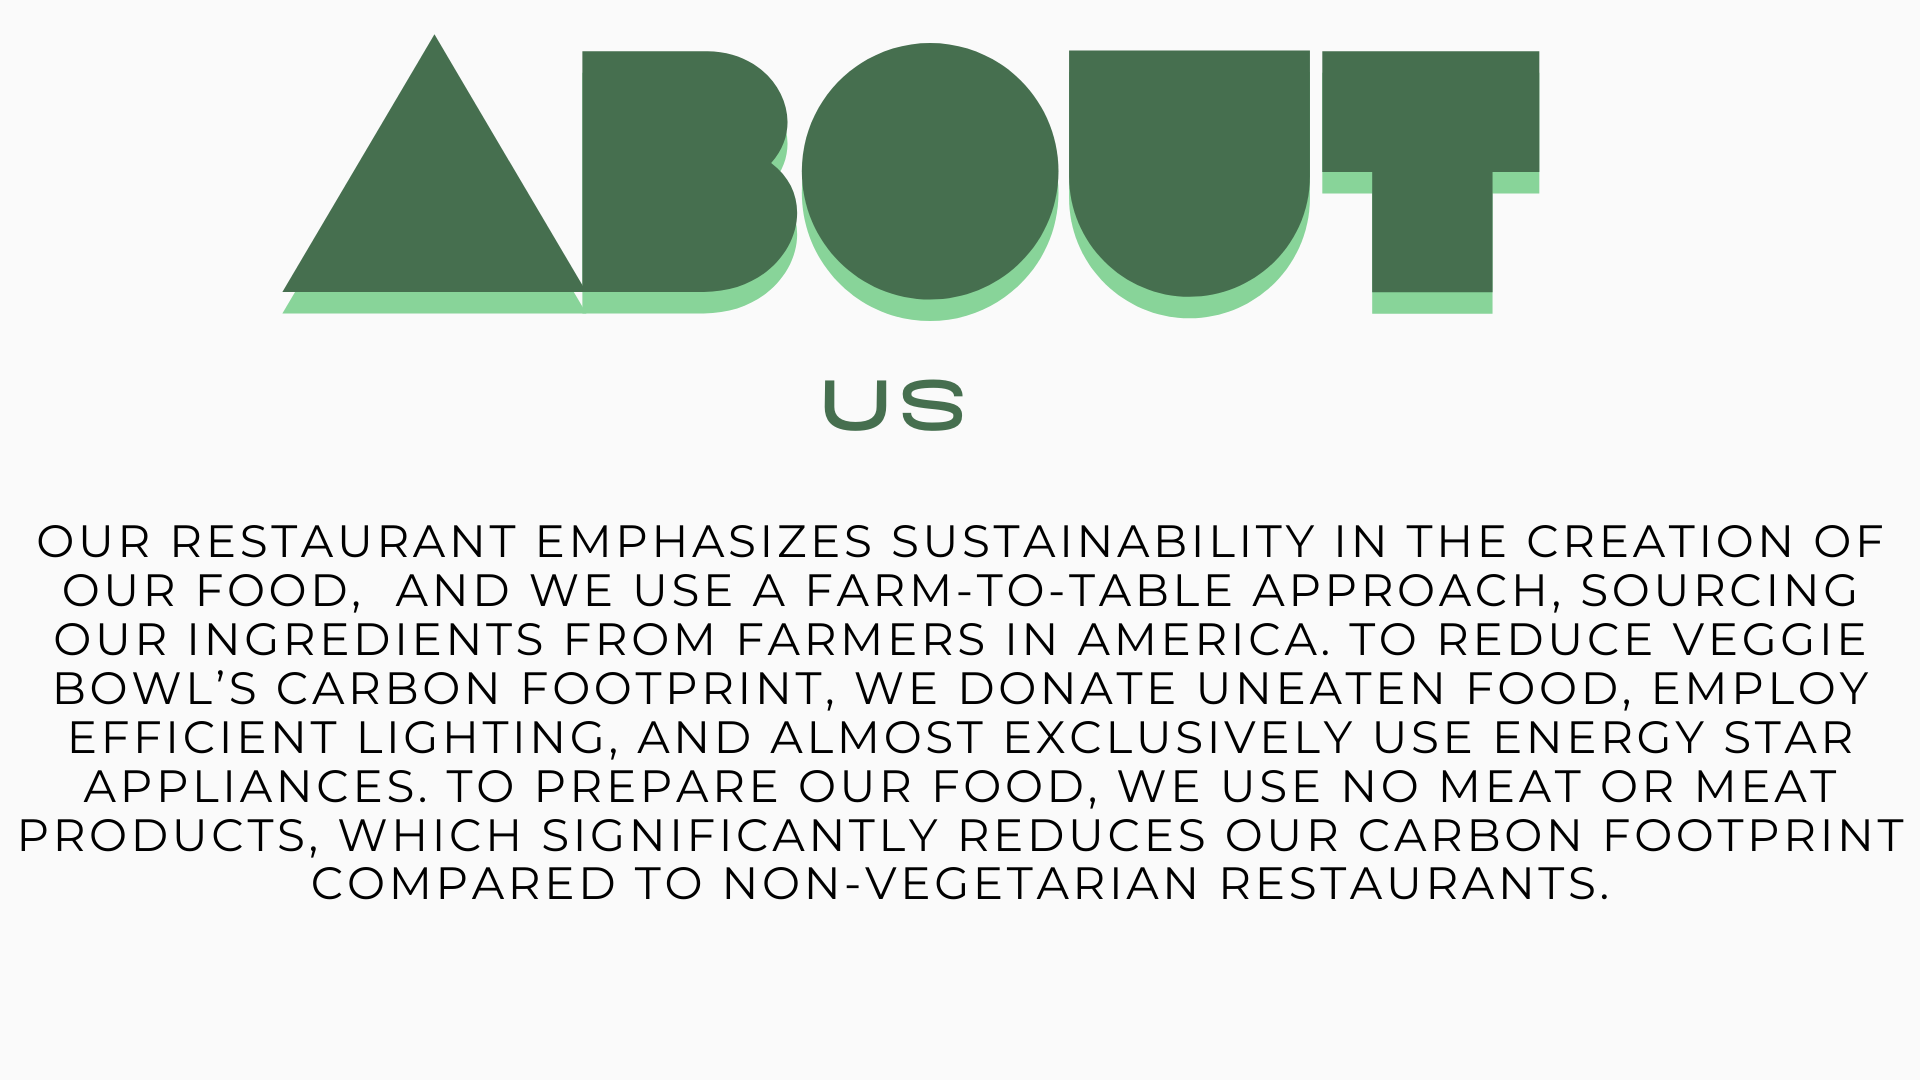 ABOUT
US
OUR RESTAURANT EMPHASIZES SUSTAINABILITY IN THE CREATION OF
OUR FOOD,  AND WE USE A FARM-TO-TABLE APPROACH, SOURCING
OUR INGREDIENTS FROM FARMERS IN AMERICA. TO REDUCE VEGGIE
BOWL’S CARBON FOOTPRINT, WE DONATE UNEATEN FOOD, EMPLOY
EFFICIENT LIGHTING, AND ALMOST EXCLUSIVELY USE ENERGY STAR
APPLIANCES. TO PREPARE OUR FOOD, WE USE NO MEAT OR MEAT
PRODUCTS, WHICH SIGNIFICANTLY REDUCES OUR CARBON FOOTPRINT
COMPARED TO NON-VEGETARIAN RESTAURANTS.